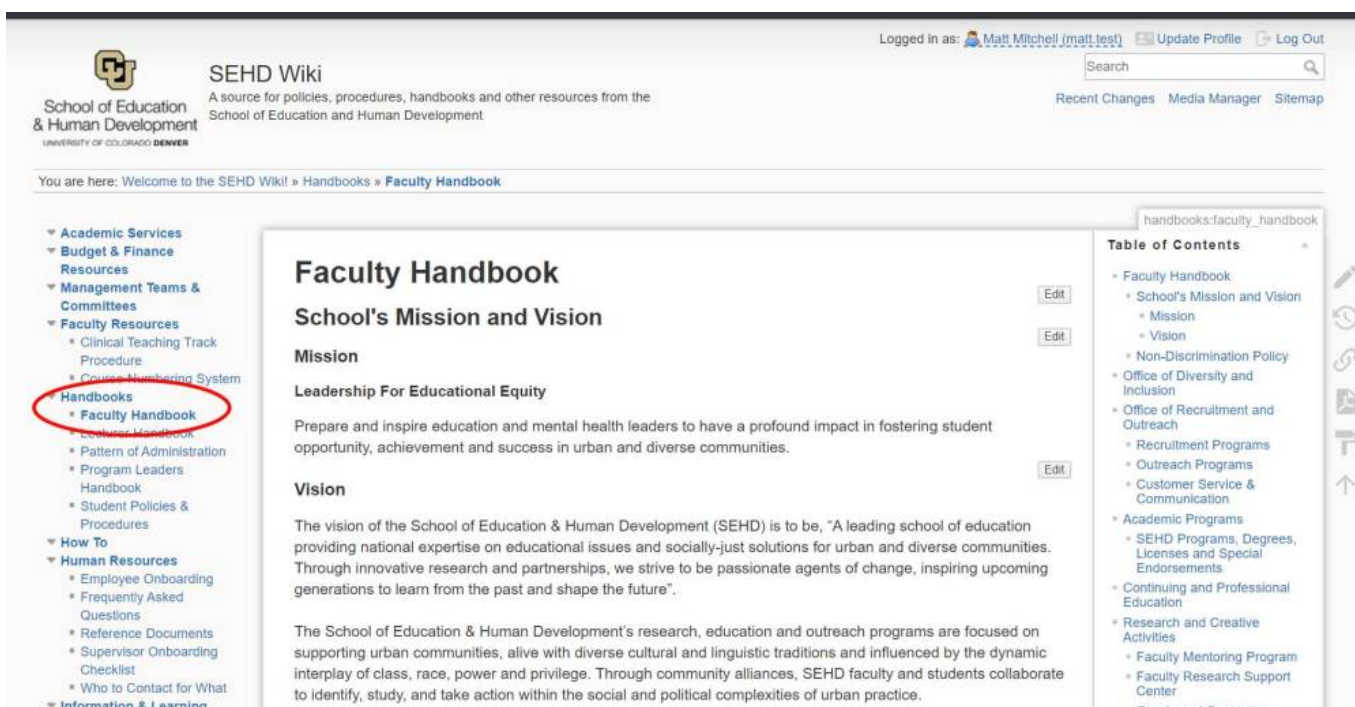 Logged in as: Matt Mitchell (matt.test) Update Profile Log Out
CU
School of Education
& Human Development
UNIVERSITY OF COLORADO DENVER
SEHD Wiki
A source for policies, procedures, handbooks and other resources from the
School of Education and Human Development
Search
Recent Changes Media Manager Sitemap
You are here: Welcome to the SEHD Wiki! » Handbooks » Faculty Handbook
Academic Services
Budget & Finance
Resources
Management Teams &
Committees
Faculty Resources
Clinical Teaching Track
Procedure
Course Numbering System
Handbooks
Faculty Handbook
Lecturer Handbook
Pattern of Administration
Program Leaders
Handbook
Student Policies &
Procedures
How To
Human Resources
Employee Onboarding
Frequently Asked
Questions
Reference Documents
Supervisor Onboarding
Checklist
Who to Contact for What
Information & Learning
Faculty Handbook
Edit
School's Mission and Vision
Edit
Mission
Leadership For Educational Equity
Prepare and inspire education and mental health leaders to have a profound impact in fostering student
opportunity, achievement and success in urban and diverse communities.
Edit
Vision
The vision of the School of Education & Human Development (SEHD) is to be, “A leading school of education
providing national expertise on educational issues and socially-just solutions for urban and diverse communities.
Through innovative research and partnerships, we strive to be passionate agents of change, inspiring upcoming
generations to learn from the past and shape the future”.
The School of Education & Human Development’s research, education and outreach programs are focused on
supporting urban communities, alive with diverse cultural and linguistic traditions and influenced by the dynamic
interplay of class, race, power and privilege. Through community alliances, SEHD faculty and students collaborate
to identify, study, and take action within the social and political complexities of urban practice.
handbooks:faculty_handbook
Table of Contents
Faculty Handbook
School's Mission and Vision
Mission
Vision
Non-Discrimination Policy
Office of Diversity and
Inclusion
Office of Recruitment and
Outreach
Recruitment Programs
Outreach Programs
Customer Service &
Communication
Academic Programs
SEHD Programs, Degrees,
Licenses and Special
Endorsements
Continuing and Professional
Education
Research and Creative
Activities
Faculty Mentoring Program
Faculty Research Support
Center